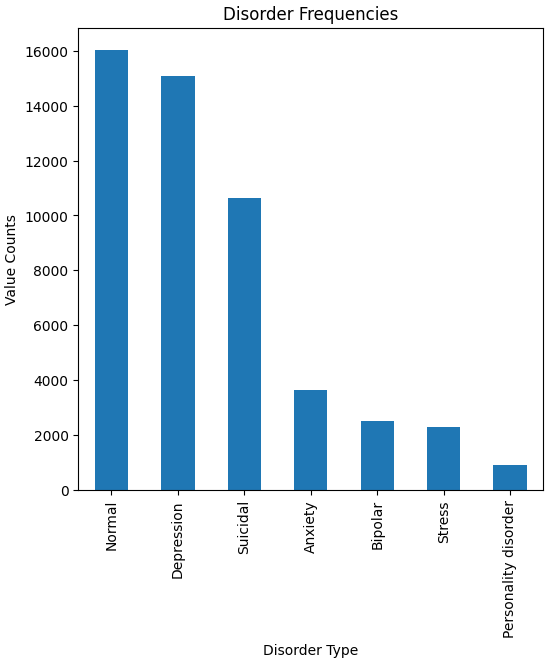 Disorder Frequencies
Value Counts
16000
14000
12000
10000
8000
6000
4000
2000
0
Normal
Depression
Suicidal
Anxiety
Bipolar
Stress
Personality disorder
Disorder Type